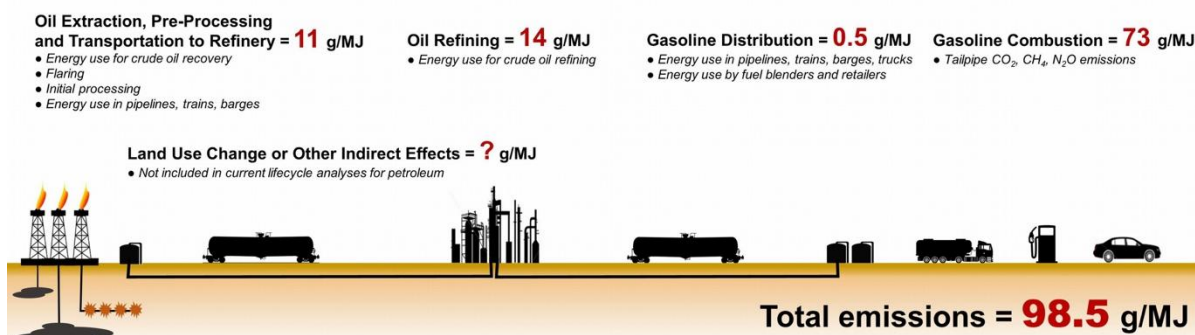 Oil Extraction, Pre-Processing
and Transportation to Refinery = 11 g/MJ
● Energy use for crude oil recovery
● Flaring
● Initial processing
● Energy use in pipelines, trains, barges
Oil Refining = 14 g/MJ
● Energy use for crude oil refining
Gasoline Distribution = 0.5 g/MJ
● Energy use in pipelines, trains, barges, trucks
● Energy use by fuel blenders and retailers
Gasoline Combustion = 73 g/MJ
● Tailpipe CO₂, CH₄, N₂O emissions
Land Use Change or Other Indirect Effects = ? g/MJ
● Not included in current lifecycle analyses for petroleum
Total emissions = 98.5 g/MJ